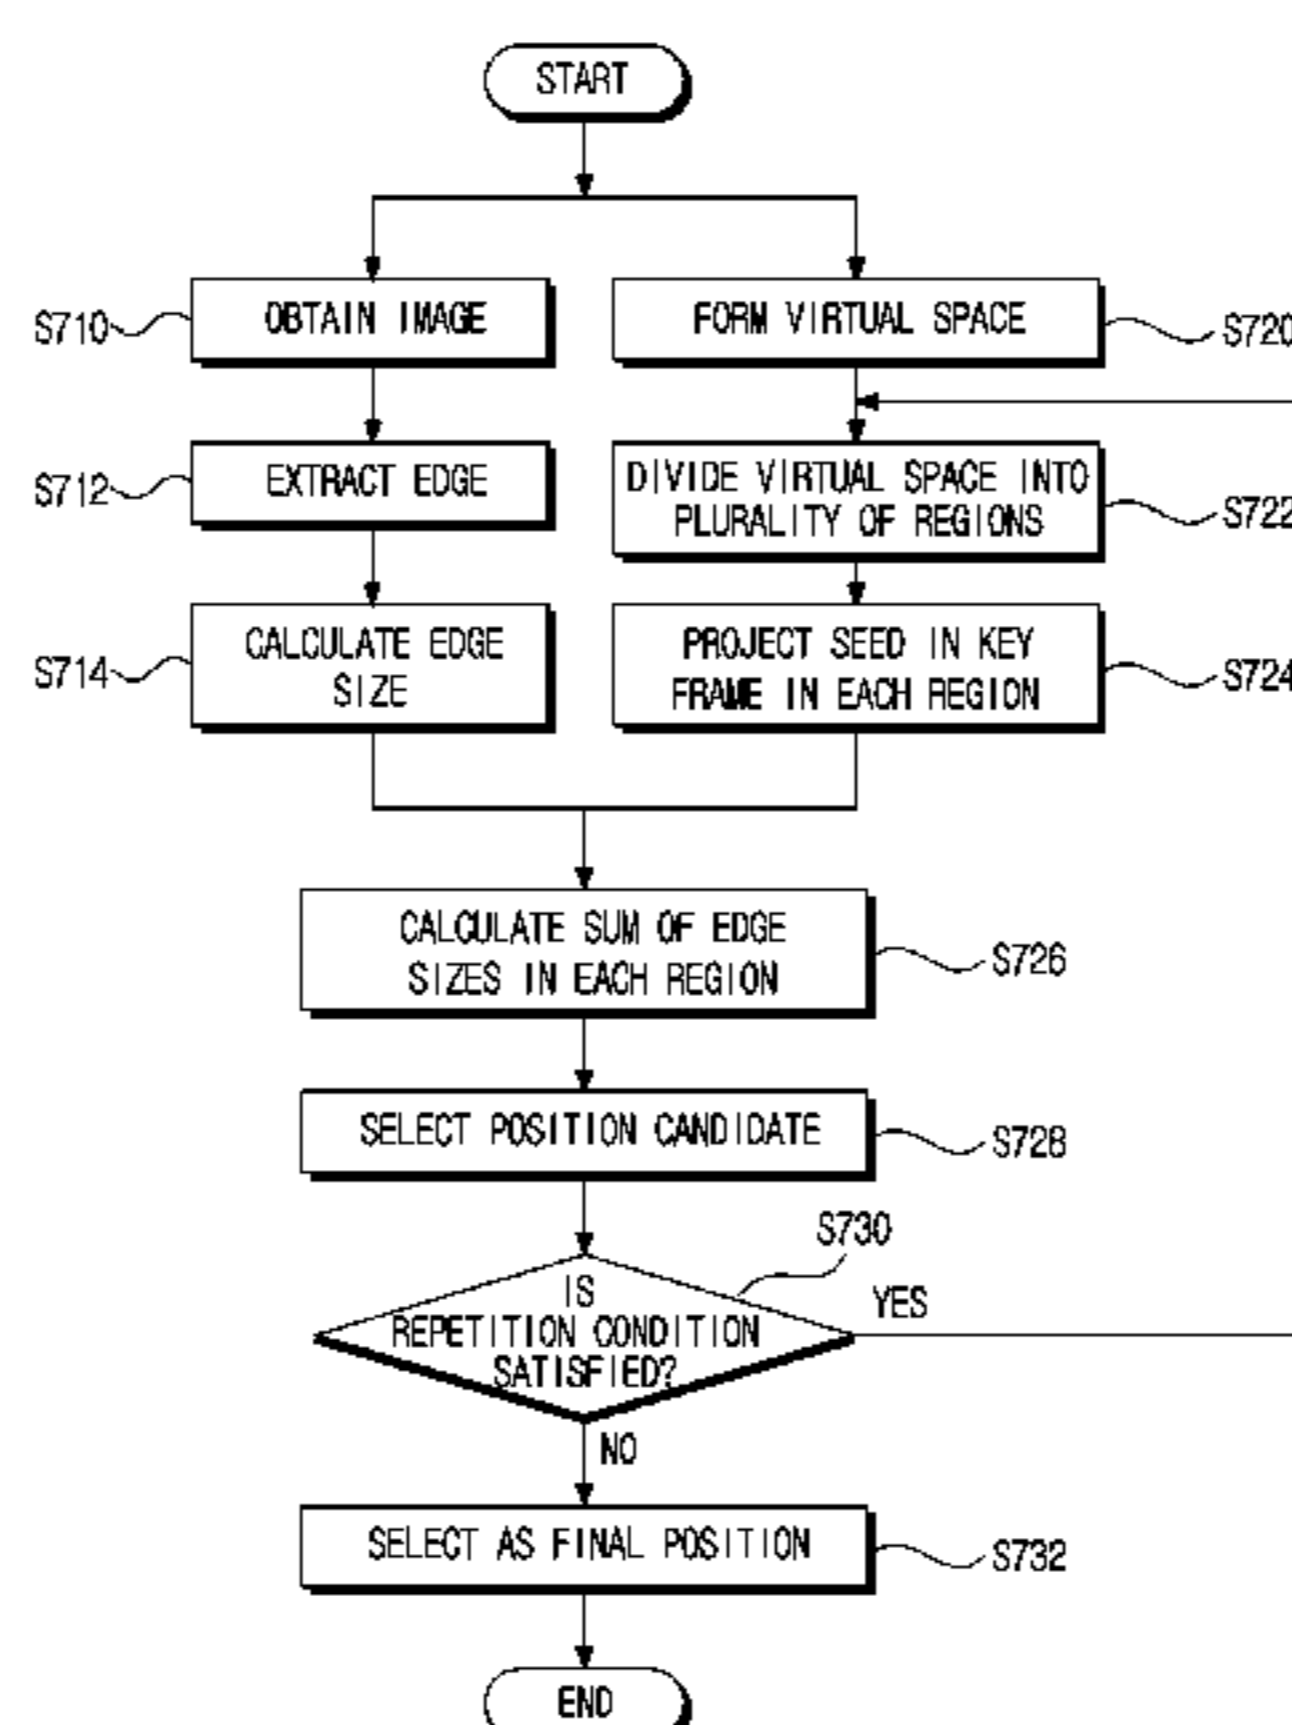 START
S710
OBTAIN IMAGE
FORM VIRTUAL SPACE
S720
S712
EXTRACT EDGE
DIVIDE VIRTUAL SPACE INTO
PLURALITY OF REGIONS
S722
S714
CALCULATE EDGE
SIZE
PROJECT SEED IN KEY
FRAME IN EACH REGION
S724
CALCULATE SUM OF EDGE
SIZES IN EACH REGION
S726
SELECT POSITION CANDIDATE
S728
S730
IS
REPETITION CONDITION
SATISFIED?
YES
NO
SELECT AS FINAL POSITION
S732
END